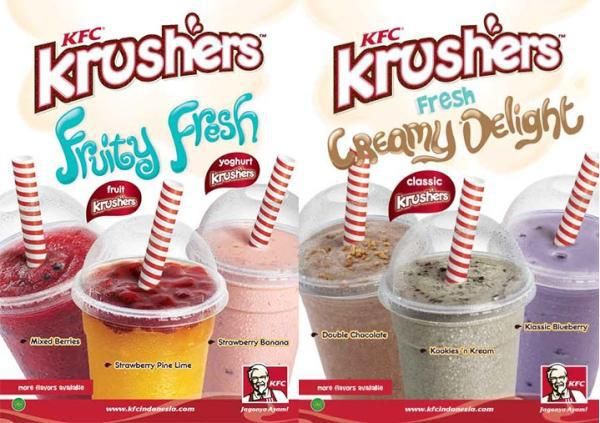 KFC
krushers™
Fruity Fresh
fruit
krushers
yoghurt
krushers
Mixed Berries
Strawberry Pine Lime
Strawberry Banana
more flavors available
KFC
Jagonya Ayam!
www.kfcindonesia.com
KFC
krushers™
Fresh
Creamy Delight
classic
krushers
Double Chocolate
Kookies 'n Kream
Klassic Blueberry
more flavors available
KFC
Jagonya Ayam!
www.kfcindonesia.com